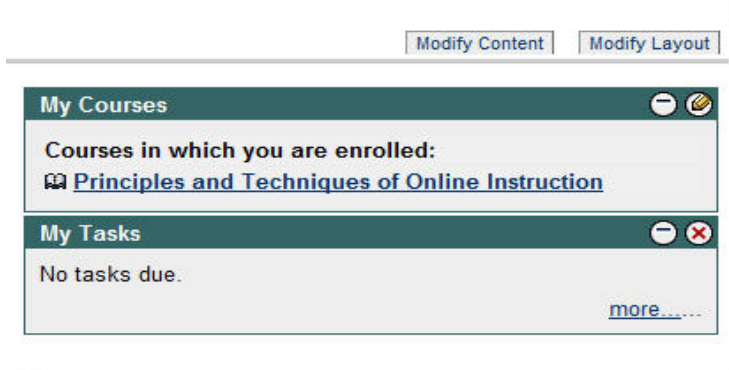 Modify Content Modify Layout
My Courses
Courses in which you are enrolled:
Principles and Techniques of Online Instruction
My Tasks
No tasks due.
more......